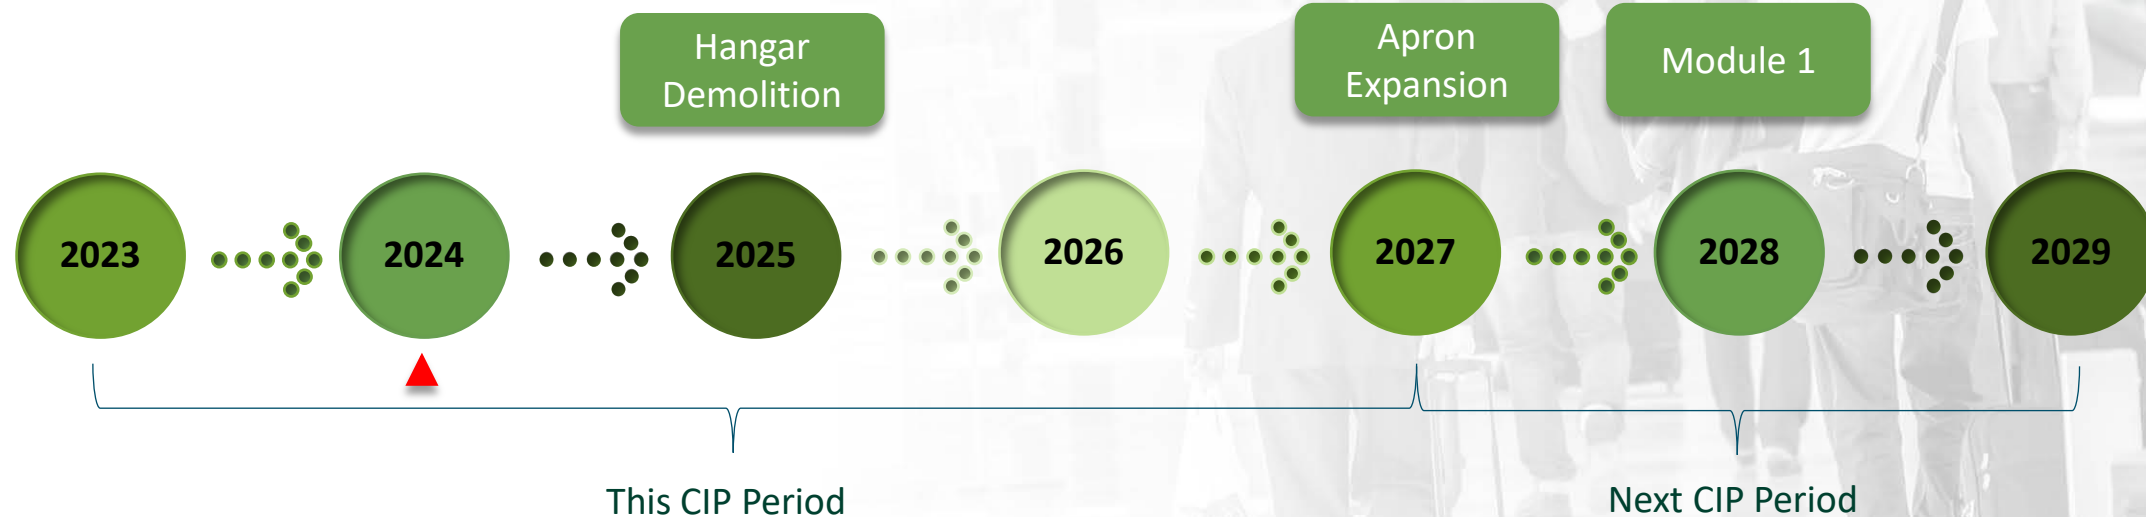 Hangar
Demolition
Apron
Expansion
Module 1
2023
2024
2025
2026
2027
2028
2029
This CIP Period
Next CIP Period